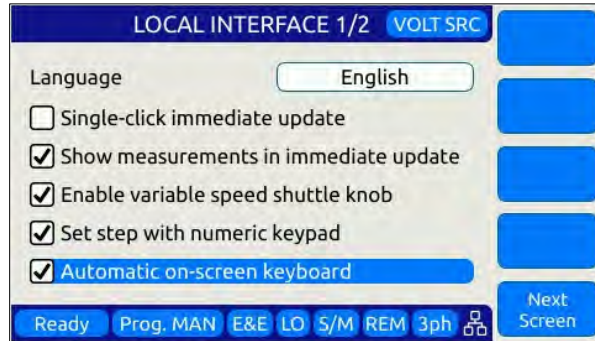 LOCAL INTERFACE 1/2 VOLT SRC
Language English
Single-click immediate update
Show measurements in immediate update
Enable variable speed shuttle knob
Set step with numeric keypad
Automatic on-screen keyboard
Next
Screen
Ready Prog. MAN E&E LO S/M REM 3ph